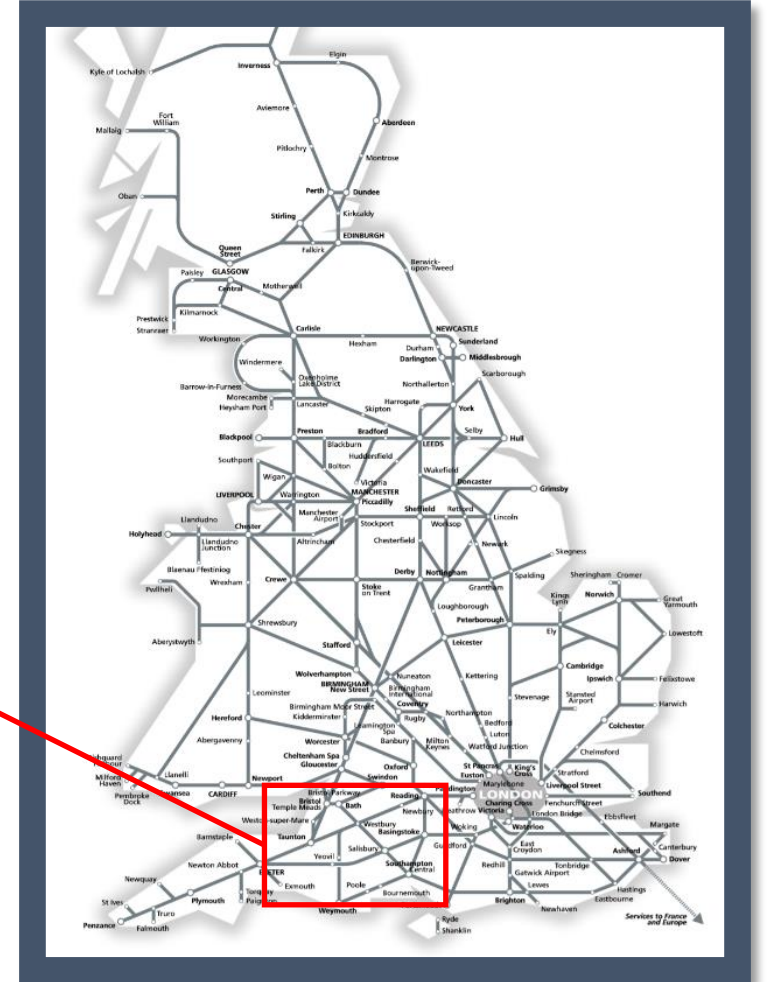 Elgin
Inverness
Kyle of Lochalsh
Aviemore
Fort
William
Aberdeen
Mallaig
Pitlochry
Montrose
Perth
Dundee
Oban
Stirling
Kirkcaldy
EDINBURGH
Queen
Street
Falkirk
Berwick-
upon-Tweed
Paisley
GLASGOW
Central
Motherwell
Kilmarnock
Prestwick
Stranraer
Carlisle
NEWCASTLE
Workington
Hexham
Durham
Sunderland
Darlington
Middlesbrough
Windermere
Scarborough
Oxenholme
Lake District
Barrow-in-Furness
Northallerton
Morecambe
Lancaster
Harrogate
Heysham Port
Skipton
York
Blackpool
Preston
Bradford
Selby
Hull
Blackburn
LEEDS
Huddersfield
Southport
Bolton
Wakefield
Wigan
Victoria
Doncaster
MANCHESTER
Grimsby
LIVERPOOL
Warrington
Piccadilly
Sheffield
Retford
Manchester
Airport
Lincoln
Llandudno
Stockport
Worksop
Holyhead
Chester
Llandudno
Junction
Altrincham
Chesterfield
Newark
Skegness
Blaenau Ffestiniog
Derby
Nottingham
Wrexham
Crewe
Stoke
on Trent
Spalding
Sheringham
Cromer
Pwllheli
Grantham
Kings
Lynn
Norwich
Great
Yarmouth
Loughborough
Shrewsbury
Peterborough
Ely
Lowestoft
Aberystwyth
Stafford
Leicester
Wolverhampton
Cambridge
BIRMINGHAM
New Street
Nuneaton
Kettering
Ipswich
Felixstowe
Leominster
Birmingham
International
Stevenage
Stansted
Airport
Birmingham Moor Street
Coventry
Harwich
Hereford
Kidderminster
Rugby
Northampton
Leamington
Spa
Bedford
Colchester
Abergavenny
Worcester
Banbury
Milton
Keynes
Luton
Cheltenham Spa
Watford Junction
Chelmsford
Gloucester
Oxford
St Pancras
King's
Cross
Milford
Haven
Llanelli
Newport
Swindon
Euston
Stratford
Marylebone
Liverpool Street
Pembroke
Dock
Swansea
CARDIFF
Bristol Parkway
Reading
Paddington
LONDON
Southend
Bristol
Temple Meads
Bath
Newbury
Heathrow
Victoria
Charing Cross
Fenchurch Street
London Bridge
Ebbsfleet
Weston-super-Mare
Westbury
Basingstoke
Woking
Waterloo
Margate
Barnstaple
Taunton
Guildford
East
Croydon
Canterbury
Yeovil
Salisbury
Ashford
Dover
Newton Abbot
EXETER
Southampton
Central
Redhill
Tonbridge
Gatwick Airport
Newquay
Exmouth
Poole
Bournemouth
Lewes
Hastings
Torquay
Paignton
Eastbourne
St Ives
Plymouth
Weymouth
Brighton
Newhaven
Truro
Penzance
Falmouth
Ryde
Shanklin
Services to France
and Europe